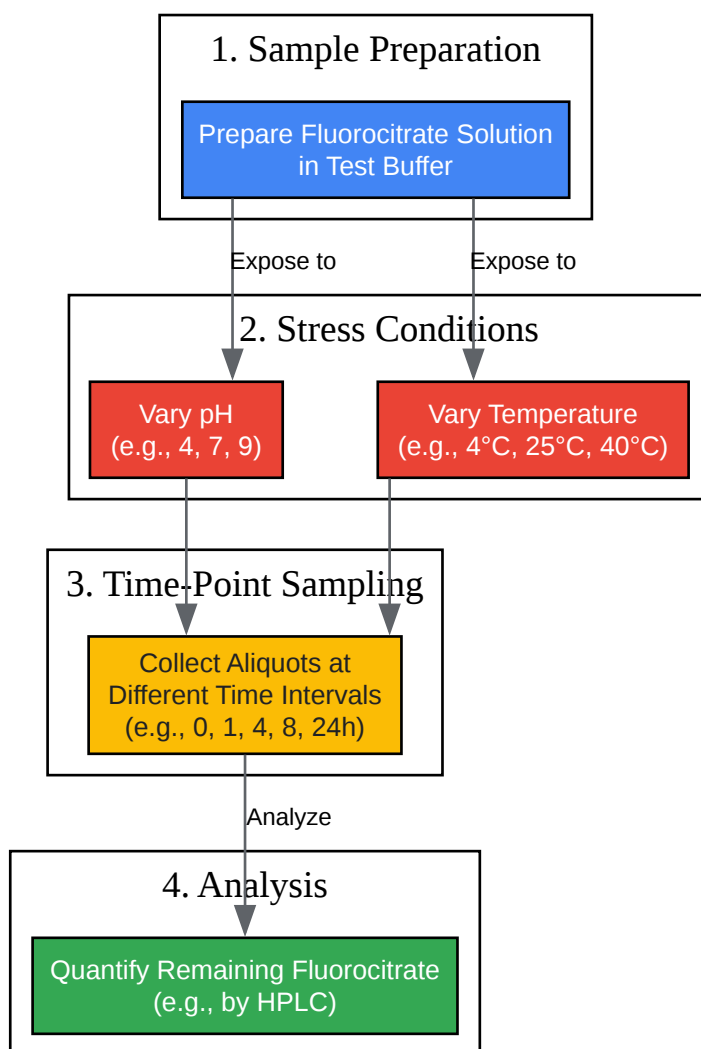 1. Sample Preparation
Prepare Fluorocitrate Solution
in Test Buffer
Expose to
Expose to
2. Stress Conditions
Vary pH
(e.g., 4, 7, 9)
Vary Temperature
(e.g., 4°C, 25°C, 40°C)
3. Time-Point Sampling
Collect Aliquots at
Different Time Intervals
(e.g., 0, 1, 4, 8, 24h)
Analyze
4. Analysis
Quantify Remaining Fluorocitrate
(e.g., by HPLC)